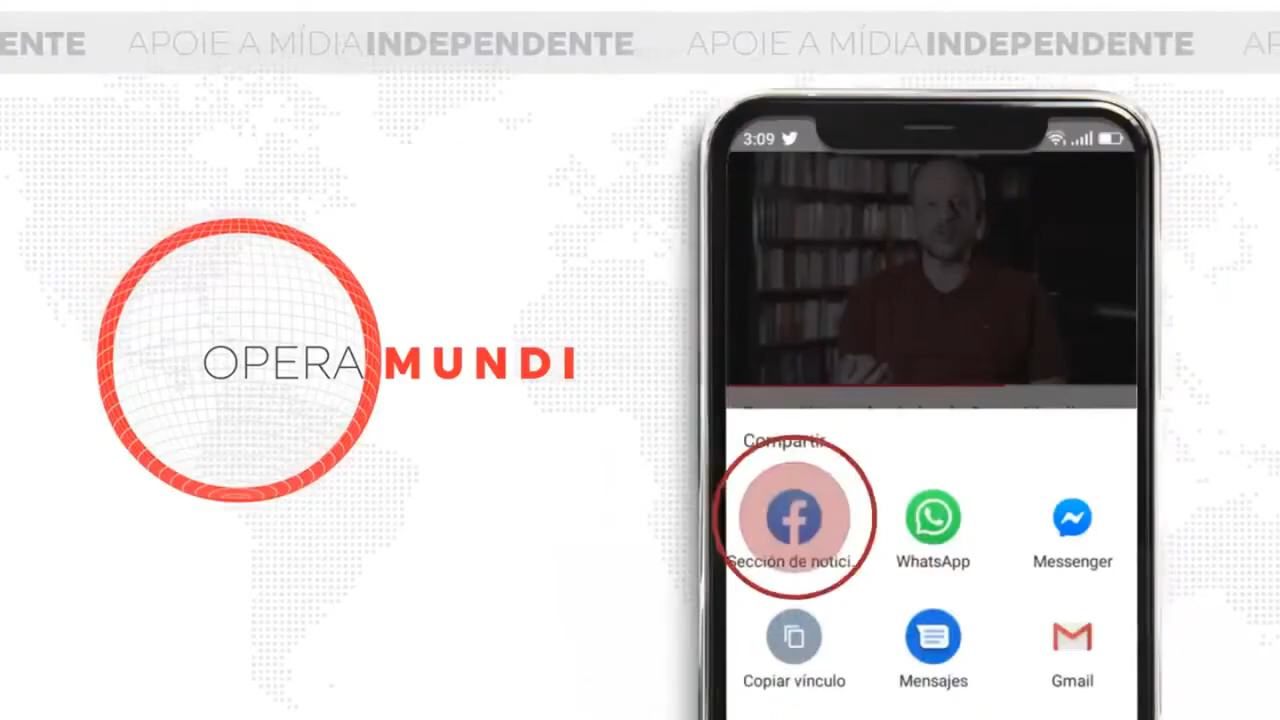 ENTE APOIE A MÍDIA INDEPENDENTE APOIE A MÍDIA INDEPENDENTE AP
3:09
OPERA MUNDI
Compartir
Sección de notici...
WhatsApp
Messenger
Copiar vínculo
Mensajes
Gmail